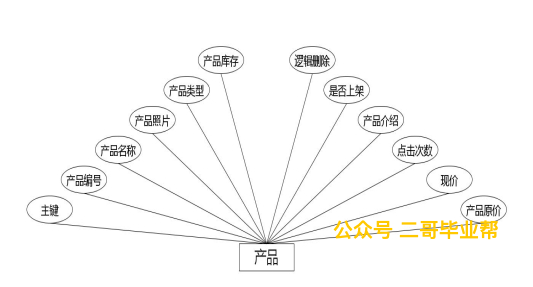 产品库存 逻辑删除
产品类型 是否上架
产品照片 产品介绍
产品名称 点击次数
产品编号 现价
主键 产品原价
公众号 二哥毕业帮
产品